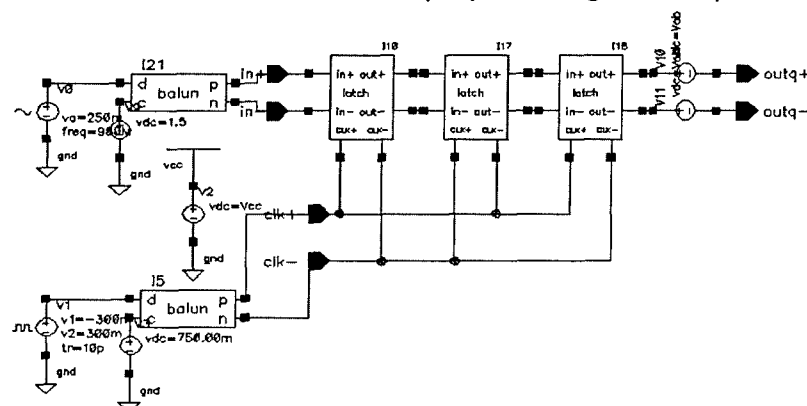 I21
I10
I17
I18
V10
vdc=Vob
V11
V0
d
balun
p
c
n
in+
in-
va=250m
vdc=1.5
gnd
gnd
in+ out+
latch
in- out-
CLK+ CLK-
in+ out+
latch
in- out-
CLK+ CLK-
in+ out+
latch
in- out-
CLK+ CLK-
outq+
outq-
vcc
V2
vdc=Vcc
gnd
clk+
clk-
I5
d
balun
p
c
n
V1
v1=-300m
v2=300m
tr=10p
vdc=750.00m
gnd
gnd